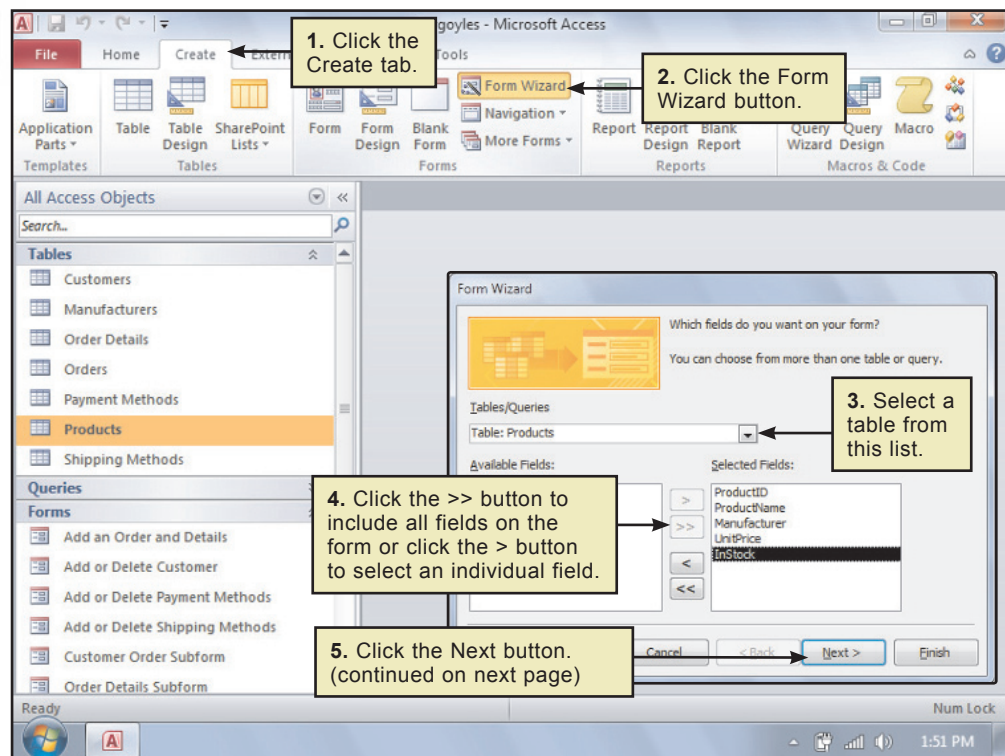 goyles - Microsoft Access
File Home Create Extern Tools
1. Click the
Create tab.
2. Click the Form
Wizard button.
Application
Parts
Table
Table
Design
SharePoint
Lists
Form
Form
Design
Blank
Form
Form Wizard
Navigation
More Forms
Report
Report
Design
Blank
Report
Query
Wizard
Query
Design
Macro
Templates Tables Forms Reports Macros & Code
All Access Objects
Search...
Tables
Customers
Manufacturers
Order Details
Orders
Payment Methods
Products
Shipping Methods
Queries
Forms
Add an Order and Details
Add or Delete Customer
Add or Delete Payment Methods
Add or Delete Shipping Methods
Customer Order Subform
Order Details Subform
Form Wizard
Which fields do you want on your form?
You can choose from more than one table or query.
Tables/Queries
Table: Products
3. Select a
table from
this list.
Available Fields:
Selected Fields:
4. Click the >> button to
include all fields on the
form or click the > button
to select an individual field.
>
>>
<
<<
ProductID
ProductName
Manufacturer
UnitPrice
InStock
5. Click the Next button.
(continued on next page)
Cancel < Back Next > Finish
Ready Num Lock
1:51 PM